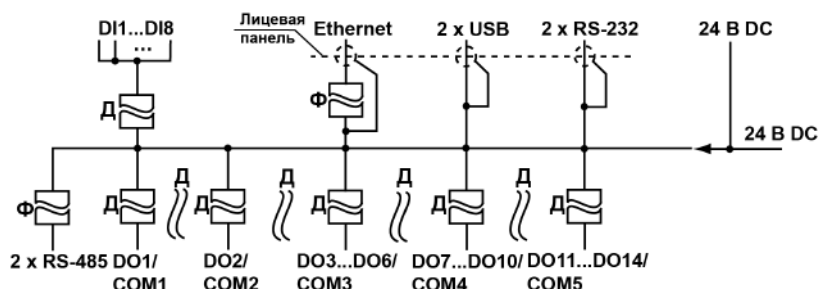 Лицевая
панель
DI1...DI8
...
Ethernet
2 x USB
2 x RS-232
24 В DC
Д
Ф
24 В DC
Ф
Д
Д
Д
Д
Д
Д
Д
Д
2 x RS-485
DO1/
COM1
DO2/
COM2
DO3...DO6/
COM3
DO7...DO10/
COM4
DO11...DO14/
COM5